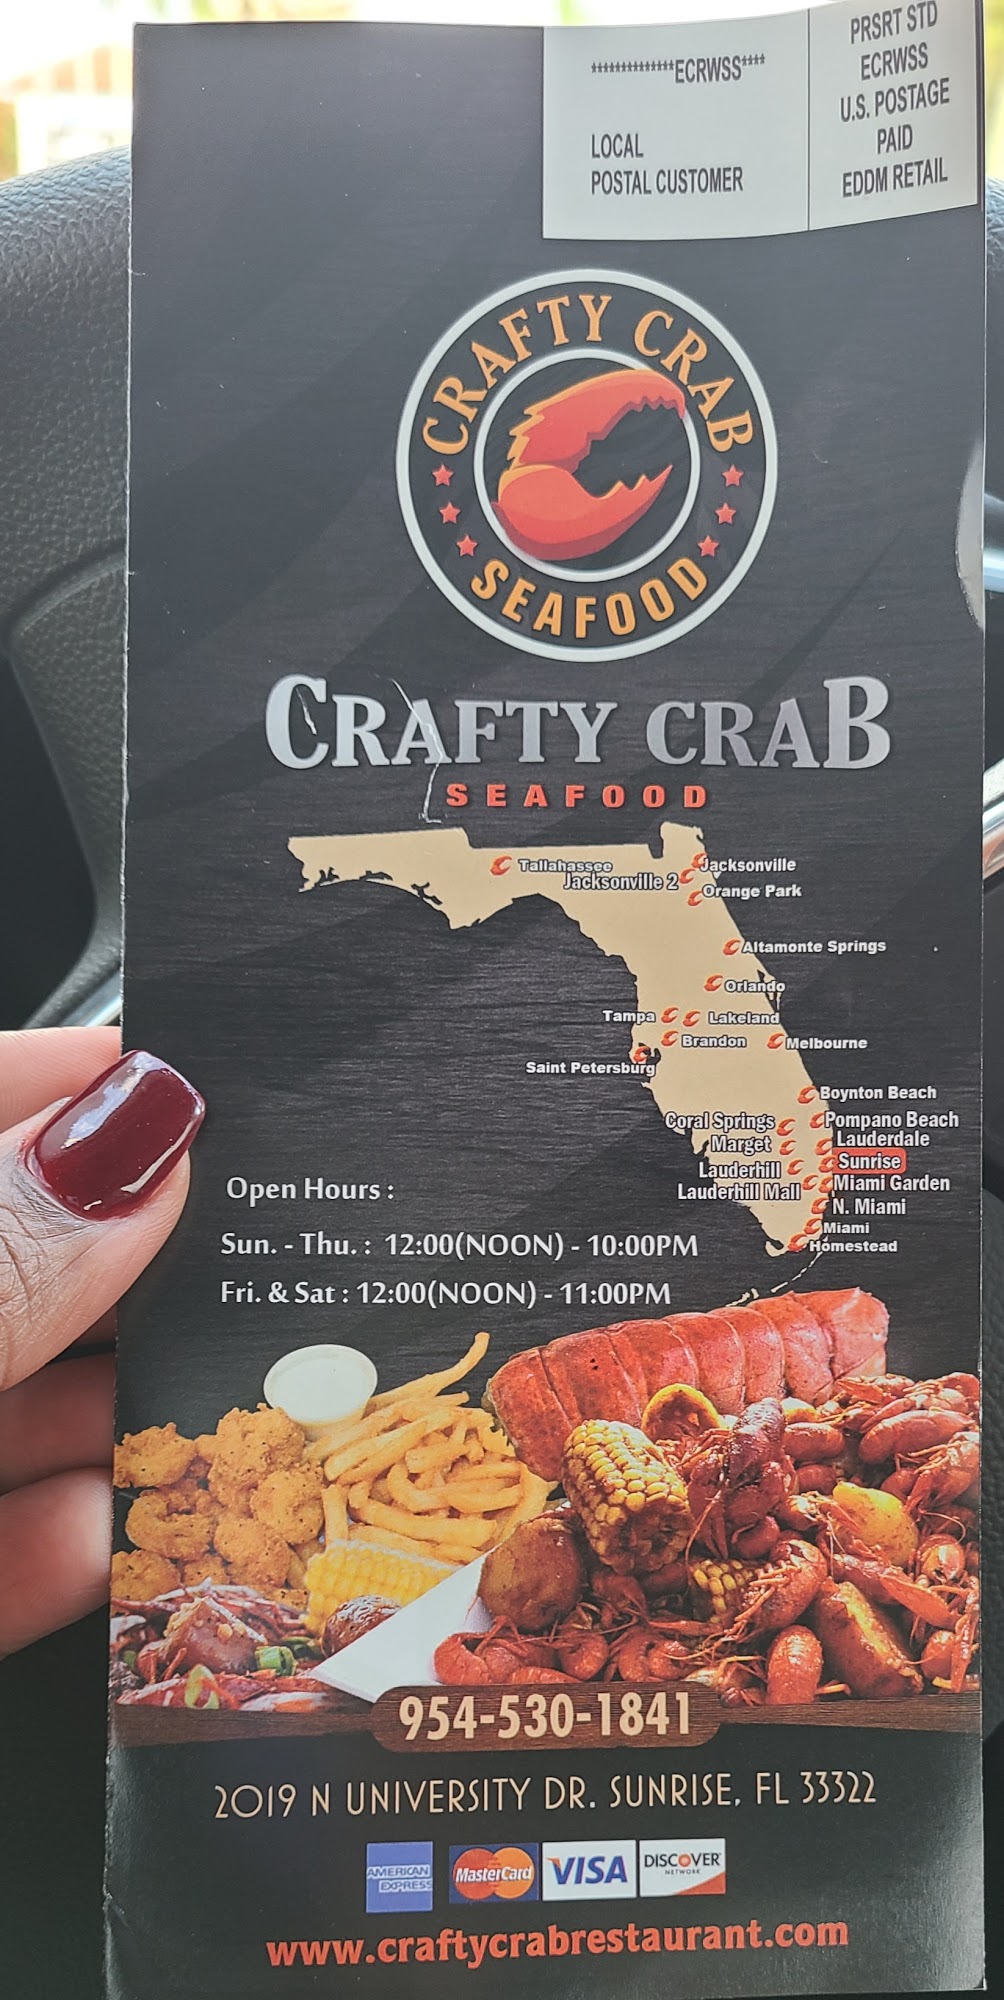 *************ECRWSS****
LOCAL
POSTAL CUSTOMER
PRSRT STD
ECRWSS
U.S. POSTAGE
PAID
EDDM RETAIL
CRAFTY CRAB
SEAFOOD
CRAFTY CRAB
SEAFOOD
Tallahassee
Jacksonville
Jacksonville 2
Orange Park
Altamonte Springs
Orlando
Tampa
Lakeland
Brandon
Melbourne
Saint Petersburg
Boynton Beach
Coral Springs
Pompano Beach
Marget
Lauderdale
Lauderhill
Sunrise
Lauderhill Mall
Miami Garden
N. Miami
Miami
Homestead
Open Hours :
Sun. - Thu. : 12:00(NOON) - 10:00PM
Fri. & Sat : 12:00(NOON) - 11:00PM
954-530-1841
2019 N UNIVERSITY DR. SUNRISE, FL 33322
AMERICAN
EXPRESS
MasterCard
VISA
DISCOVER
NETWORK
www.craftycrabrestaurant.com